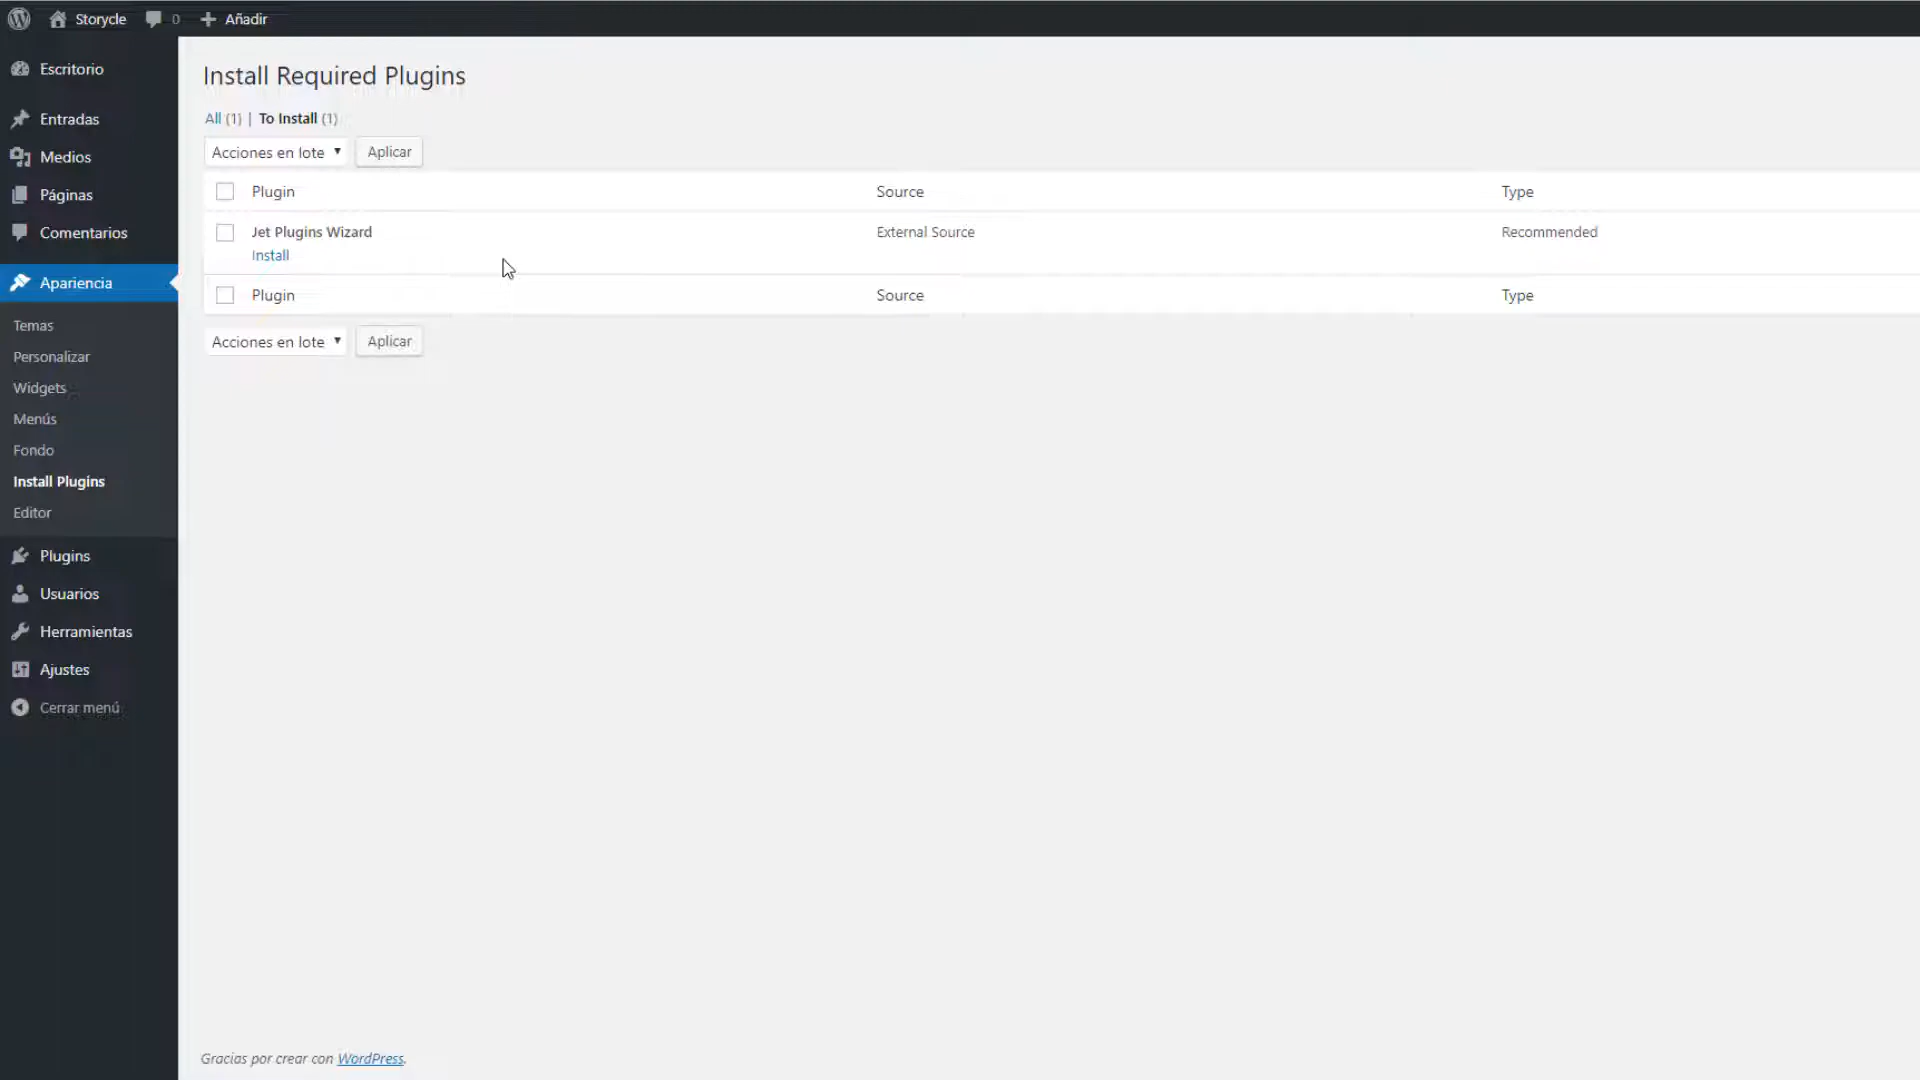 Storycle 0 Añadir
Escritorio
Entradas
Medios
Páginas
Comentarios
Apariencia
Temas
Personalizar
Widgets
Menús
Fondo
Install Plugins
Editor
Plugins
Usuarios
Herramientas
Ajustes
Cerrar menú
Install Required Plugins
All (1) | To Install (1)
Acciones en lote Aplicar
Plugin Source Type
Jet Plugins Wizard External Source Recommended
Install
Plugin Source Type
Acciones en lote Aplicar
Gracias por crear con WordPress.